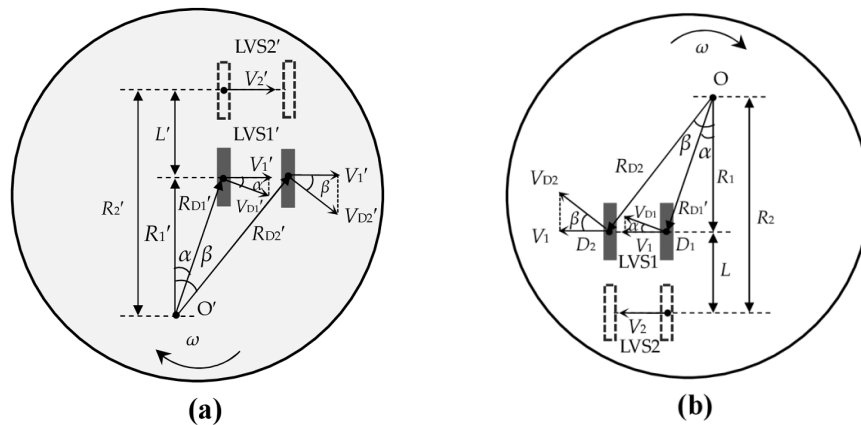 LVS2′
V2′
L′
LVS1′
V1′
V1′
α
β
R2′
RD1′
VD1′
VD2′
R1′
RD2′
α
β
O′
ω
(a)
ω
O
β
α
RD2
R1
VD2
VD1
RD1′
R2
β
α
V1
D2
V1
D1
LVS1
L
V2
LVS2
(b)